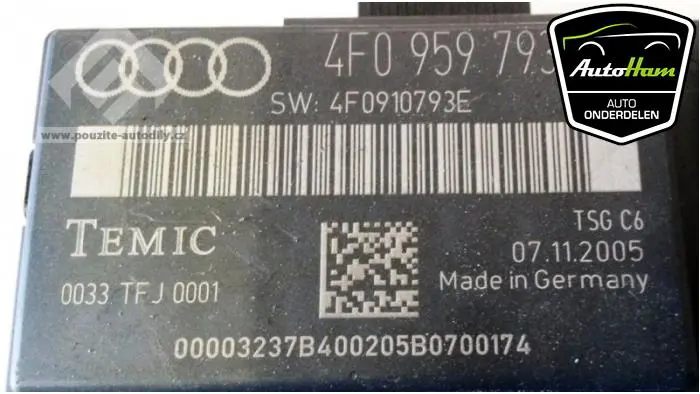 4F0 959 793
SW: 4F0910793E
AutoHam
AUTO
ONDERDELEN
www.pouzite-autodily.cz
TEMIC
TSG C6
07.11.2005
0033 TFJ 0001
Made in Germany
00003237B400205B0700174